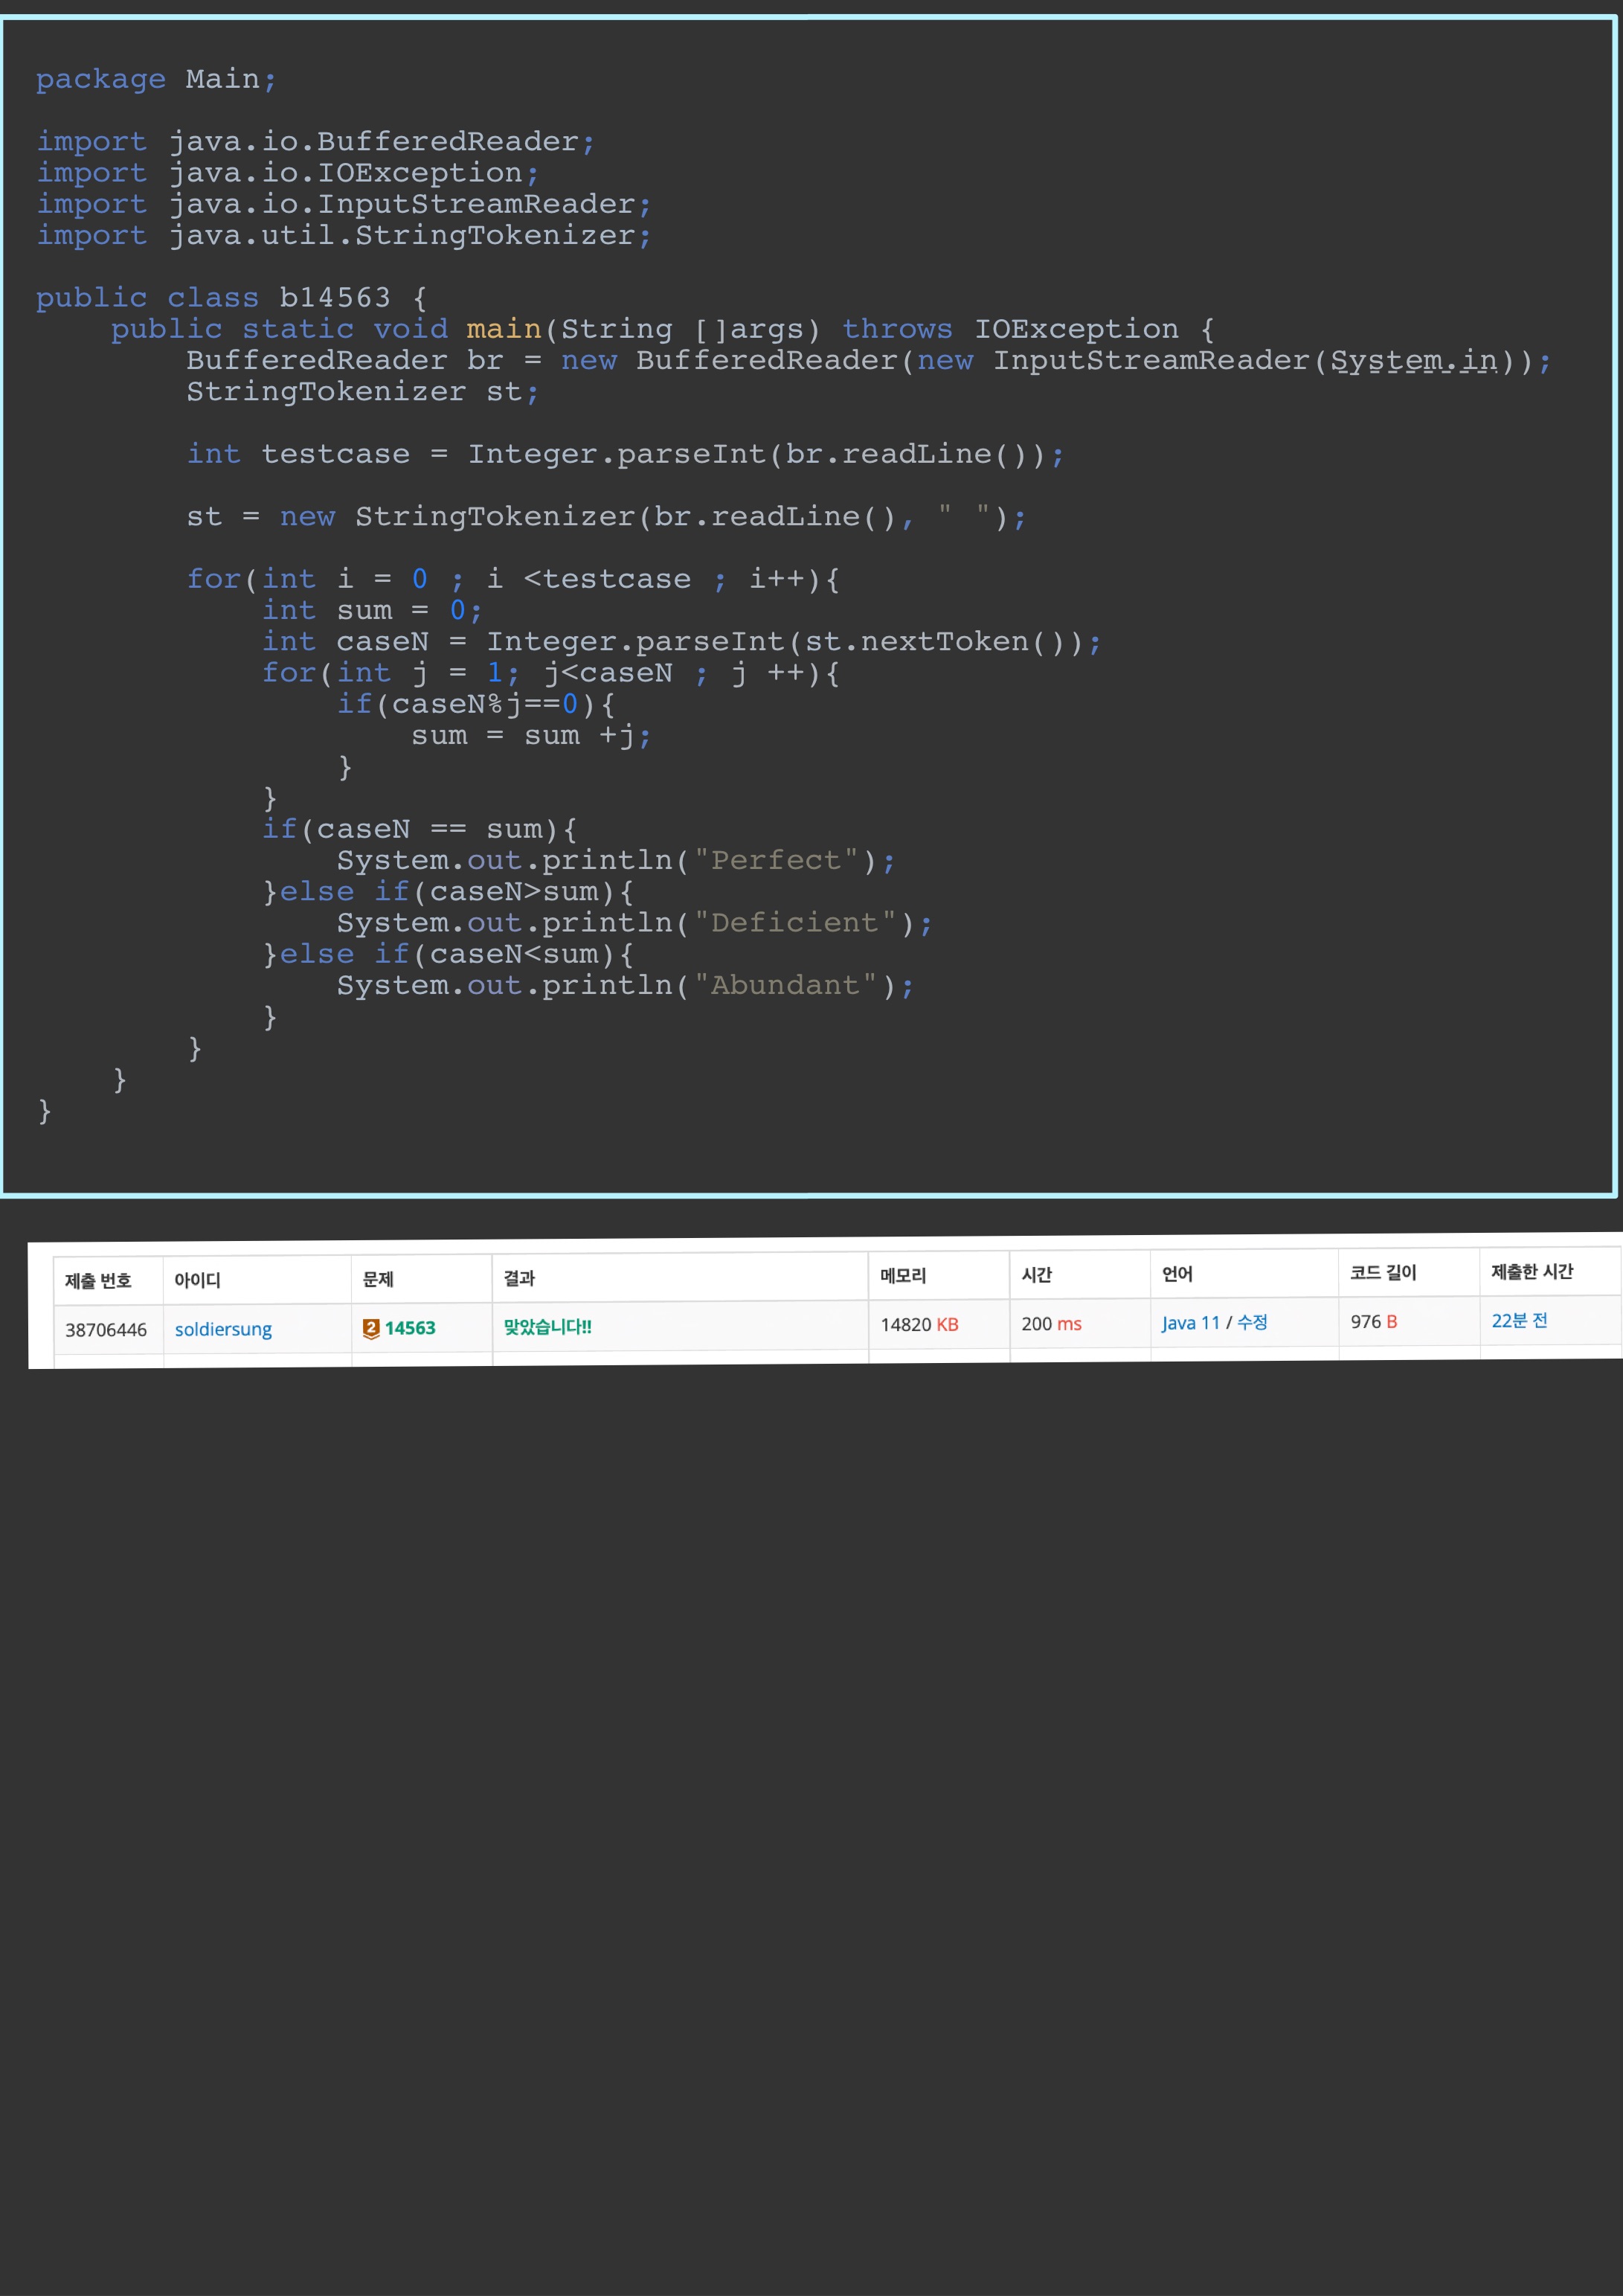 package Main;
import java.io.BufferedReader;
import java.io.IOException;
import java.io.InputStreamReader;
import java.util.StringTokenizer;
public class b14563 {
    public static void main(String []args) throws IOException {
        BufferedReader br = new BufferedReader(new InputStreamReader(System.in));
        StringTokenizer st;
        int testcase = Integer.parseInt(br.readLine());
        st = new StringTokenizer(br.readLine(), " ");
        for(int i = 0 ; i <testcase ; i++){
            int sum = 0;
            int caseN = Integer.parseInt(st.nextToken());
            for(int j = 1; j<caseN ; j ++){
                if(caseN%j==0){
                    sum = sum +j;
                }
            }
            if(caseN == sum){
                System.out.println("Perfect");
            }else if(caseN>sum){
                System.out.println("Deficient");
            }else if(caseN<sum){
                System.out.println("Abundant");
            }
        }
    }
}
제출 번호 아이디 문제 결과 메모리 시간 언어 코드 길이 제출한 시간
38706446 soldiersung 2 14563 맞았습니다!! 14820 KB 200 ms Java 11 / 수정 976 B 22분 전